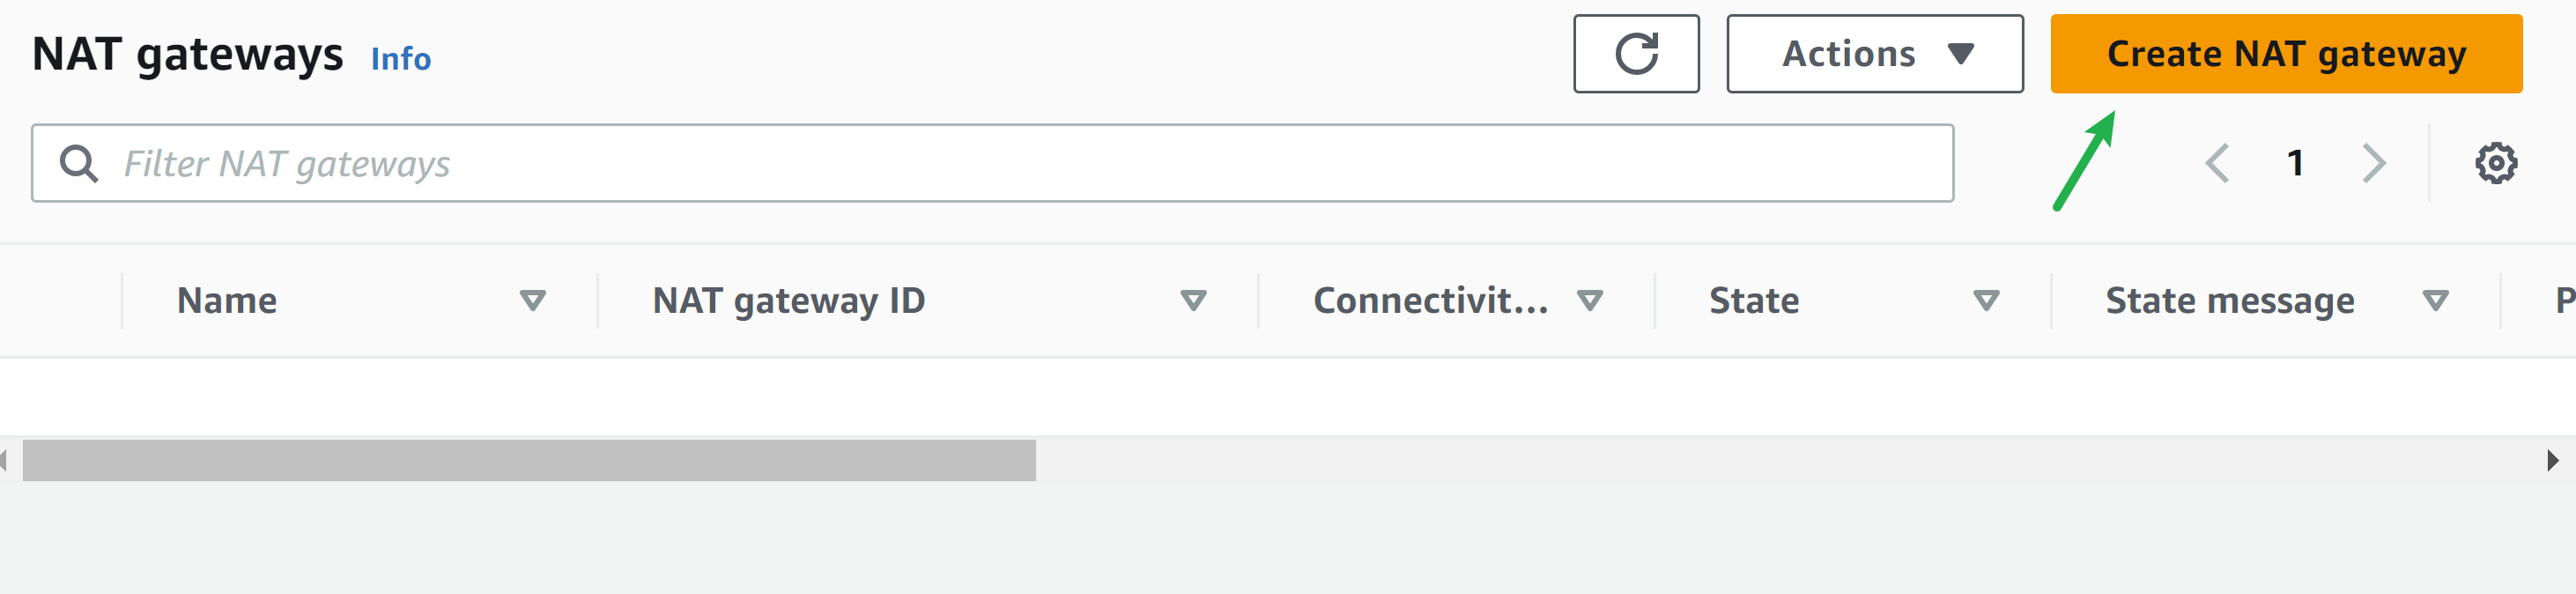 NAT gateways Info Actions Create NAT gateway
Filter NAT gateways 1
Name NAT gateway ID Connectivit... State State message P